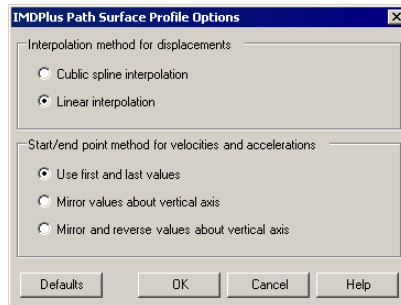 IMDPlus Path Surface Profile Options
Interpolation method for displacements
Cublic spline interpolation
Linear interpolation
Start/end point method for velocities and accelerations
Use first and last values
Mirror values about vertical axis
Mirror and reverse values about vertical axis
Defaults OK Cancel Help